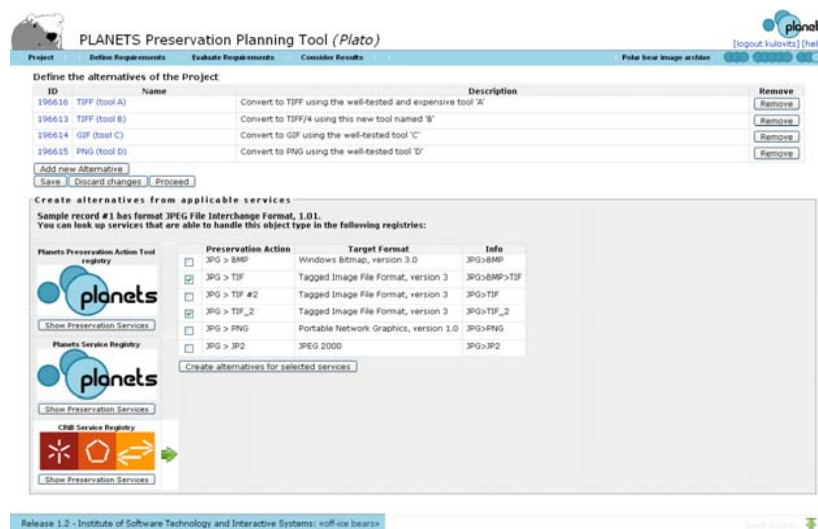 planets
PLANETS Preservation Planning Tool (Plato)
[logout kulovits] [hel
Project Define Requirements Evaluate Requirements Consider Results Polar bear image archive
Define the alternatives of the Project
ID Name Description Remove
196616 TIFF (tool A) Convert to TIFF using the well-tested and expensive tool 'A' Remove
196613 TIFF (tool B) Convert to TIFF/4 using this new tool named 'B' Remove
196614 GIF (tool C) Convert to GIF using the well-tested tool 'C' Remove
196615 PNG (tool D) Convert to PNG using the well-tested tool 'D' Remove
Add new Alternative
Save Discard changes Proceed
Create alternatives from applicable services
Sample record #1 has format JPEG File Interchange Format, 1.01.
You can look up services that are able to handle this object type in the following registries:
Planets Preservation Action Tool registry
planets
Show Preservation Services
Planets Service Registry
planets
Show Preservation Services
CRiB Service Registry
Show Preservation Services
Preservation Action Target Format Info
JPG > BMP Windows Bitmap, version 3.0 JPG>BMP
JPG > TIF Tagged Image File Format, version 3 JPG>BMP>TIF
JPG > TIF #2 Tagged Image File Format, version 3 JPG>TIF
JPG > TIF_2 Tagged Image File Format, version 3 JPG>TIF_2
JPG > PNG Portable Network Graphics, version 1.0 JPG>PNG
JPG > JP2 JPEG 2000 JPG>JP2
Create alternatives for selected services
Release 1.2 - Institute of Software Technology and Interactive Systems: «off-ice bears»